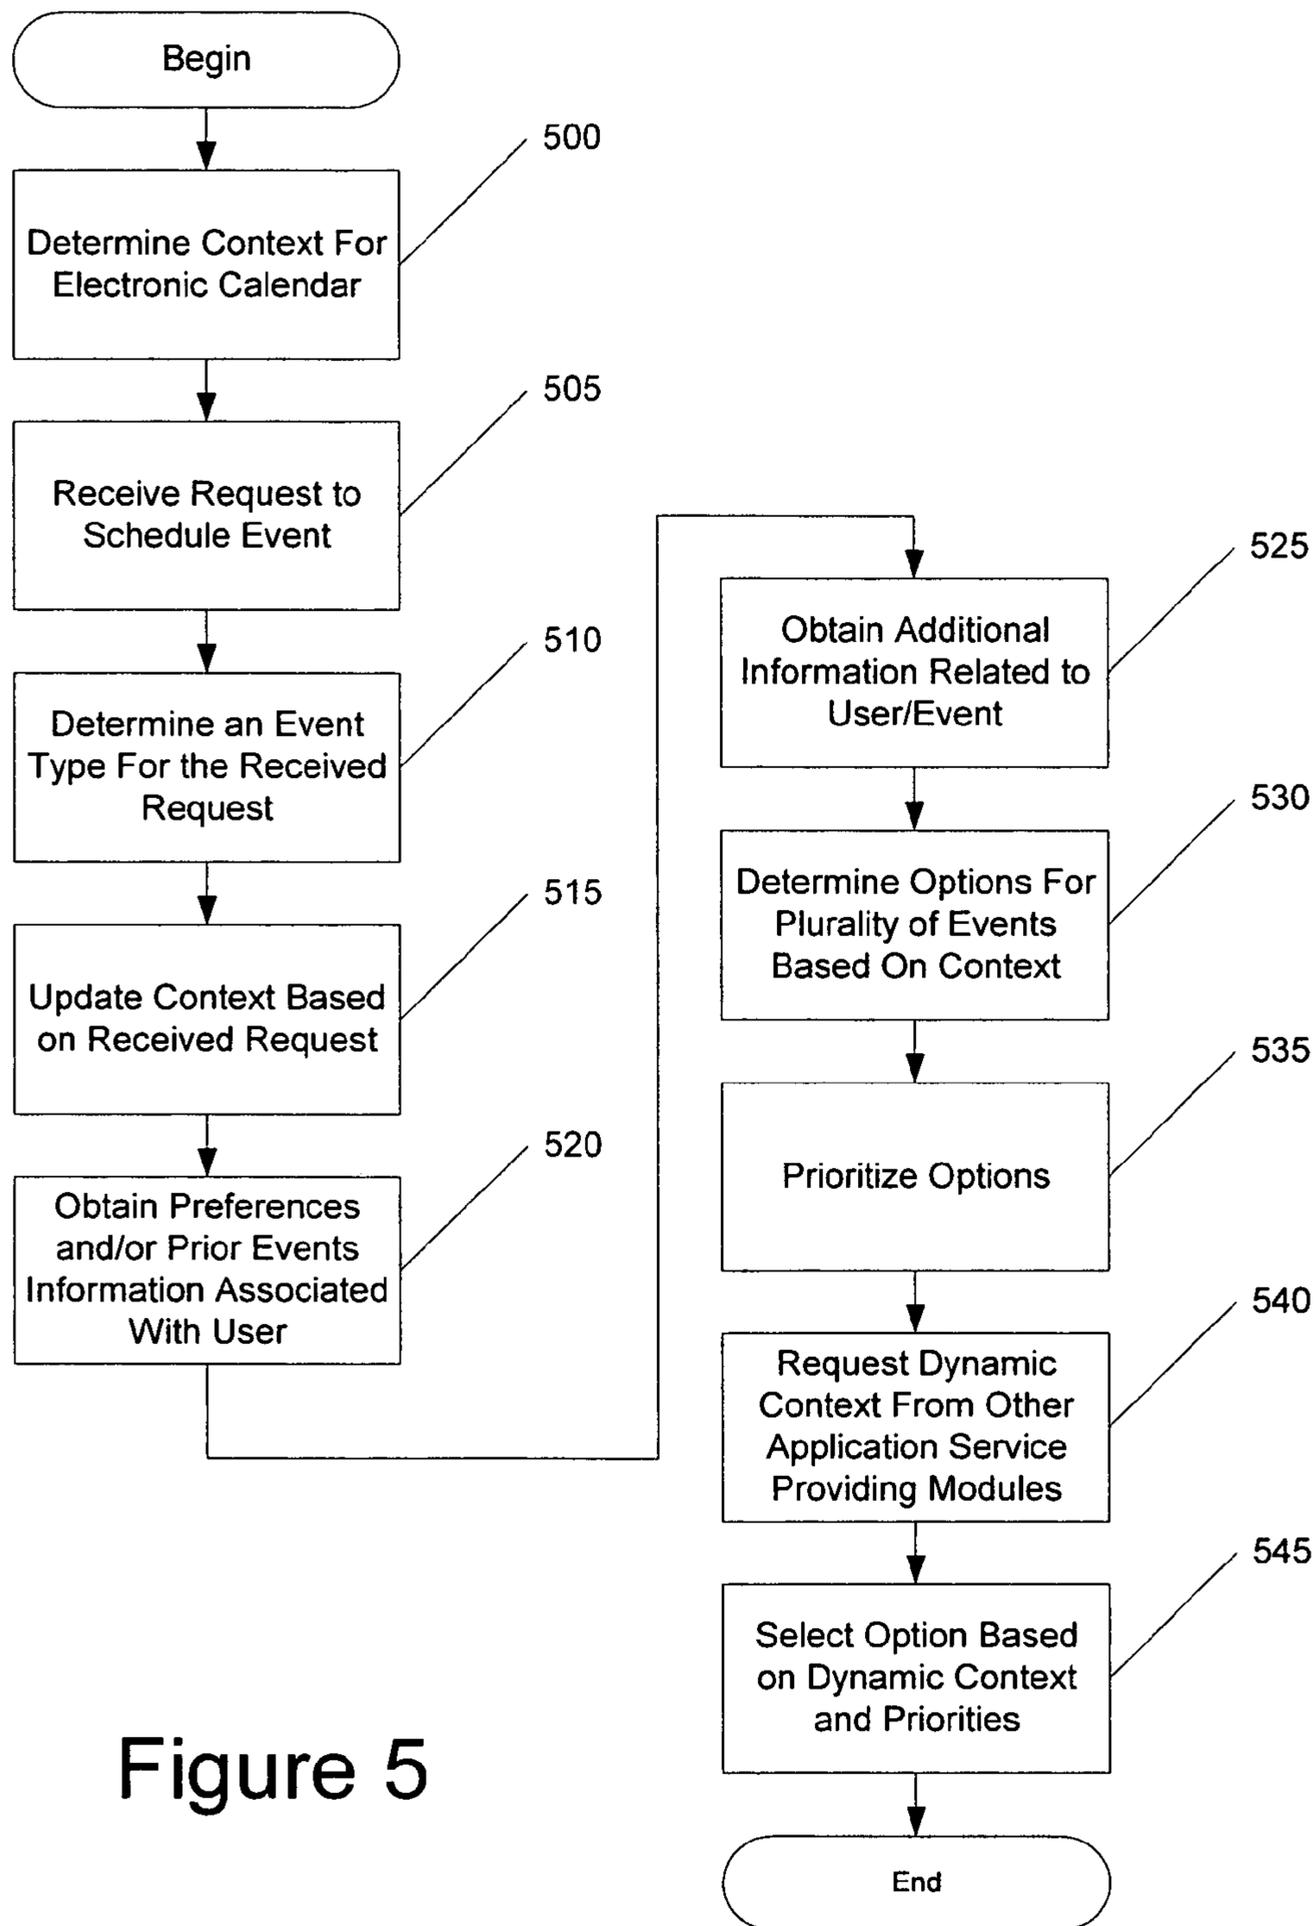 Begin
500
Determine Context For
Electronic Calendar
505
Receive Request to
Schedule Event
510
Determine an Event
Type For the Received
Request
515
Update Context Based
on Received Request
520
Obtain Preferences
and/or Prior Events
Information Associated
With User
525
Obtain Additional
Information Related to
User/Event
530
Determine Options For
Plurality of Events
Based On Context
535
Prioritize Options
540
Request Dynamic
Context From Other
Application Service
Providing Modules
545
Select Option Based
on Dynamic Context
and Priorities
End
Figure 5